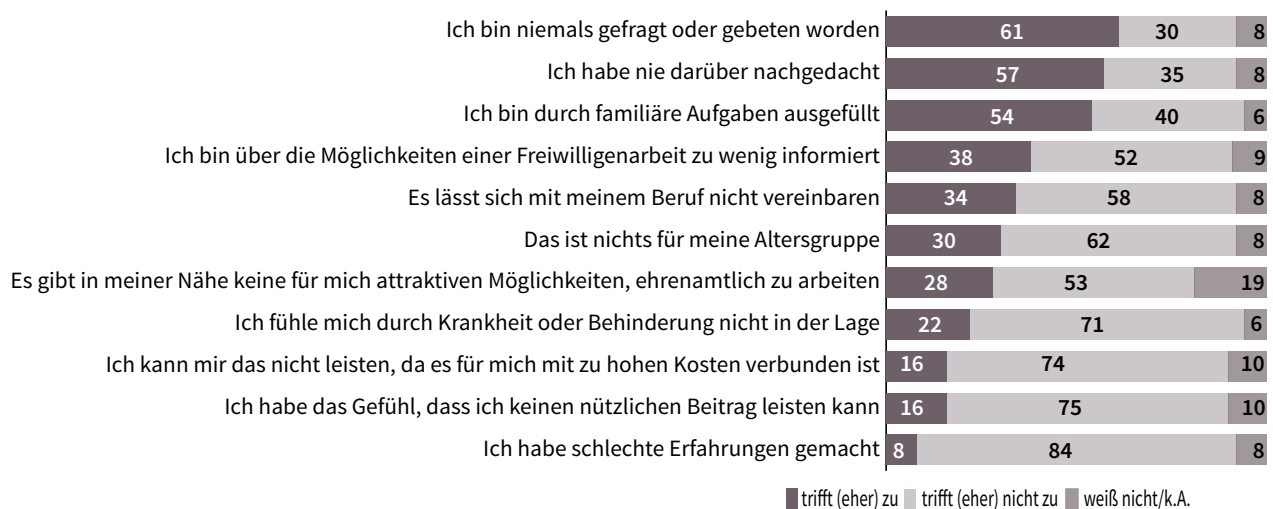 Ich bin niemals gefragt oder gebeten worden 61 30 8
Ich habe nie darüber nachgedacht 57 35 8
Ich bin durch familiäre Aufgaben ausgefüllt 54 40 6
Ich bin über die Möglichkeiten einer Freiwilligenarbeit zu wenig informiert 38 52 9
Es lässt sich mit meinem Beruf nicht vereinbaren 34 58 8
Das ist nichts für meine Altersgruppe 30 62 8
Es gibt in meiner Nähe keine für mich attraktiven Möglichkeiten, ehrenamtlich zu arbeiten 28 53 19
Ich fühle mich durch Krankheit oder Behinderung nicht in der Lage 22 71 6
Ich kann mir das nicht leisten, da es für mich mit zu hohen Kosten verbunden ist 16 74 10
Ich habe das Gefühl, dass ich keinen nützlichen Beitrag leisten kann 16 75 10
Ich habe schlechte Erfahrungen gemacht 8 84 8
trifft (eher) zu trifft (eher) nicht zu weiß nicht/k.A.